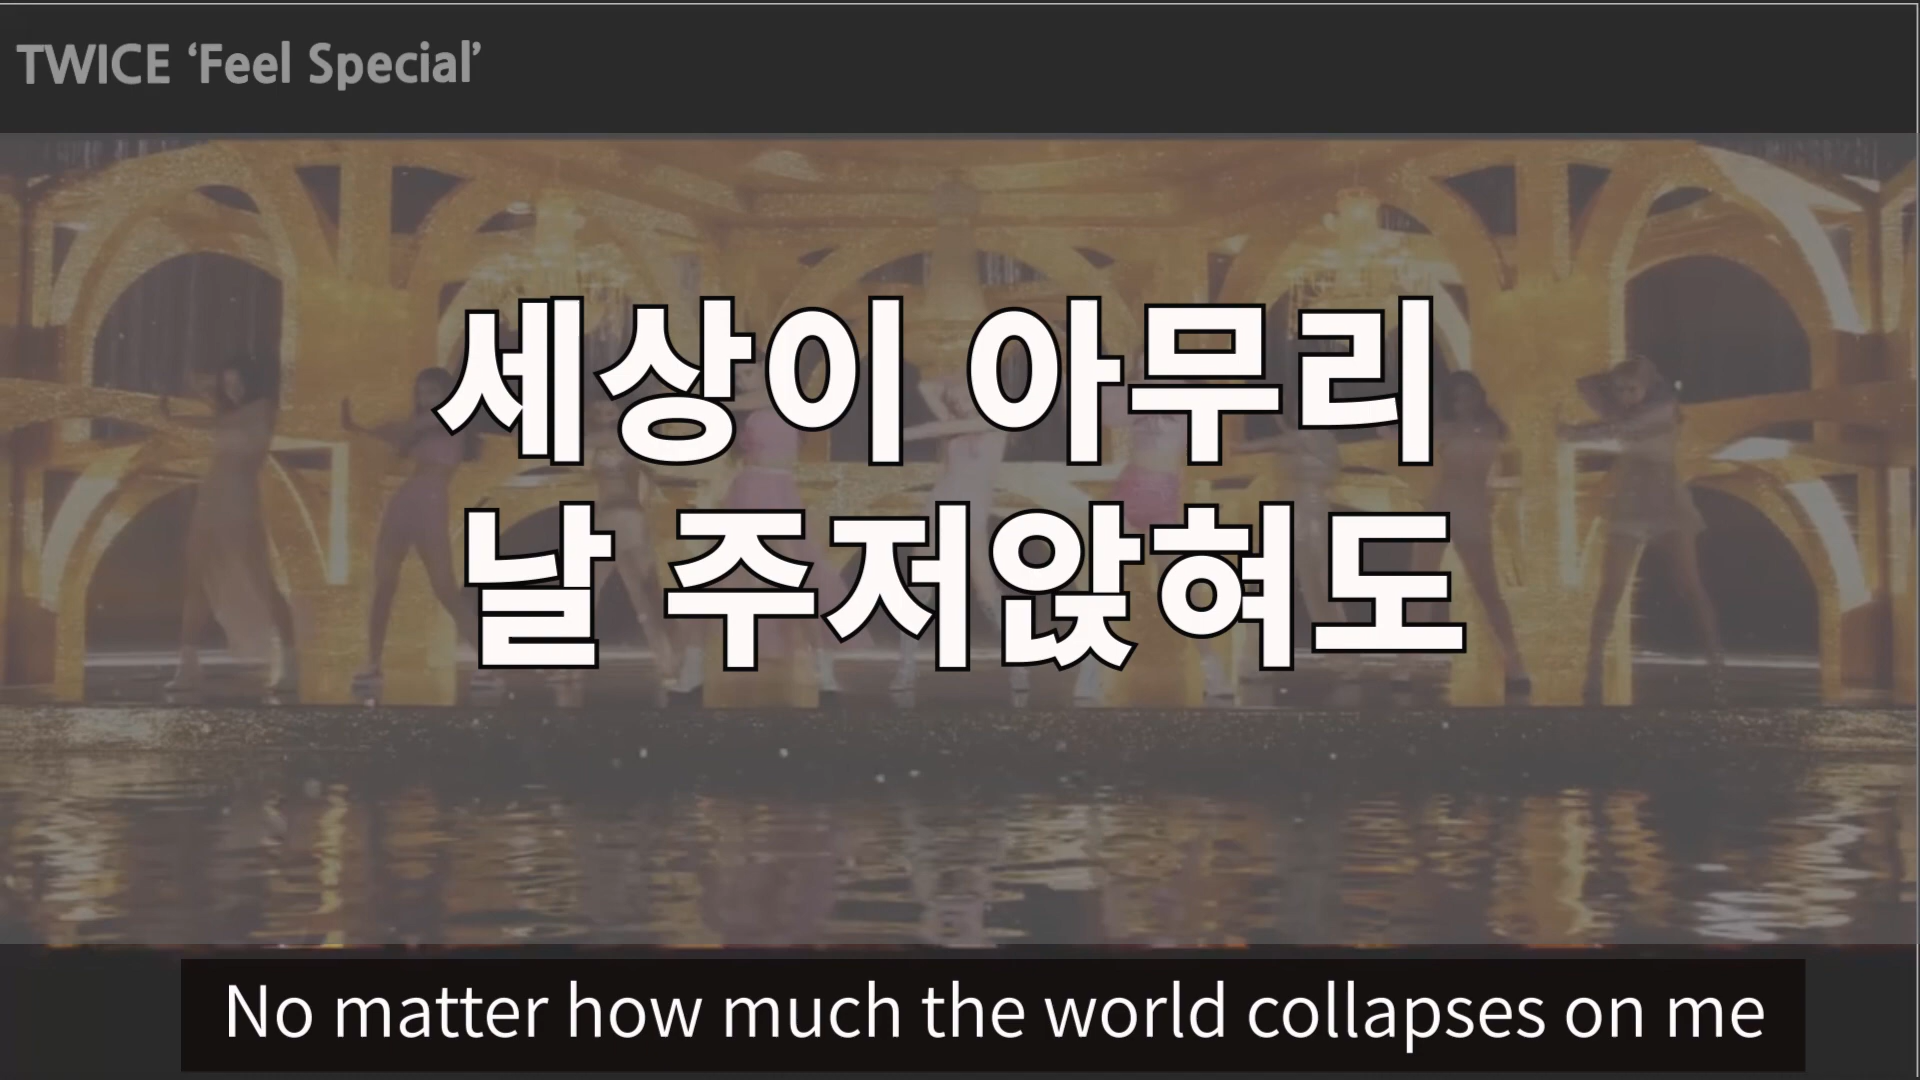 TWICE ‘Feel Special’
세상이 아무리
날 주저앉혀도
No matter how much the world collapses on me